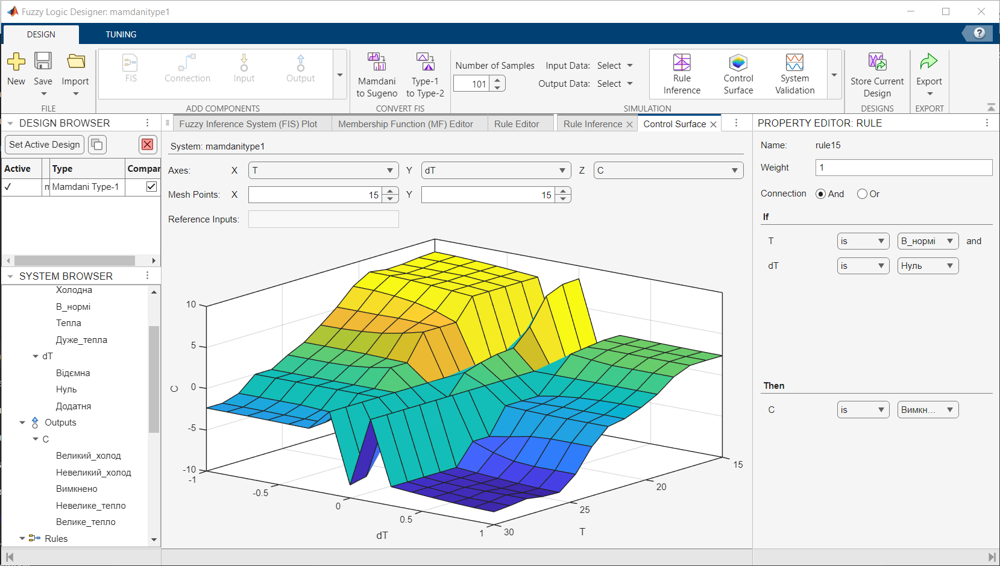 Fuzzy Logic Designer: mamdanitype1
DESIGN
TUNING
New
Save
Import
FILE
FIS
Connection
Input
Output
ADD COMPONENTS
Mamdani
to Sugeno
Type-1
to Type-2
CONVERT FIS
Number of Samples
101
Input Data: Select
Output Data: Select
Rule
Inference
Control
Surface
System
Validation
SIMULATION
Store Current
Design
DESIGNS
Export
EXPORT
DESIGN BROWSER
Set Active Design
Active Type Compar
✓ Mamdani Type-1
SYSTEM BROWSER
Холодна
В_нормі
Тепла
Дуже_тепла
dT
Відємна
Нуль
Додатня
Outputs
C
Великий_холод
Невеликий_холод
Вимкнено
Невелике_тепло
Велике_тепло
Rules
Fuzzy Inference System (FIS) Plot
Membership Function (MF) Editor
Rule Editor
Rule Inference
Control Surface
System: mamdanitype1
Axes: X T Y dT Z C
Mesh Points: X 15 Y 15
Reference Inputs:
10
5
0
-5
-10
C
-1
-0.5
0
0.5
1
dT
30
25
20
15
T
PROPERTY EDITOR: RULE
Name: rule15
Weight 1
Connection And Or
If
T is В_нормі and
dT is Нуль
Then
C is Вимкн...